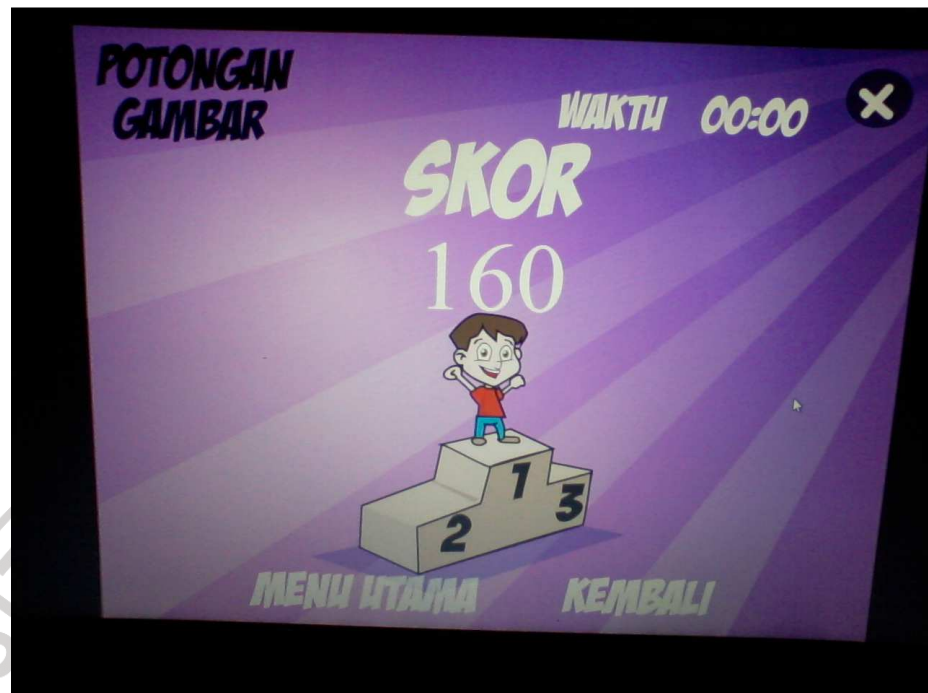 POTONGAN
GAMBAR
WAKTU 00:00
SKOR
160
1
2
3
MENU UTAMA
KEMBALI